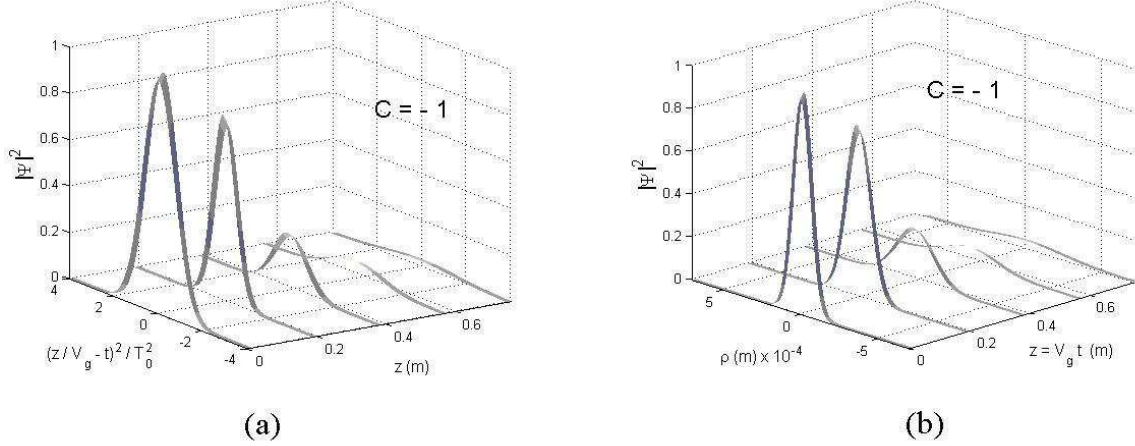 1
0.8
0.6
0.4
0.2
0
|Ψ|²
C = - 1
4
2
0
-2
-4
(z / V_g - t)² / T_0²
0
0.2
0.4
0.6
z (m)
(a)
1
0.8
0.6
0.4
0.2
0
|Ψ|²
C = - 1
5
0
-5
ρ (m) x 10⁻⁴
0
0.2
0.4
0.6
z = V_g t (m)
(b)